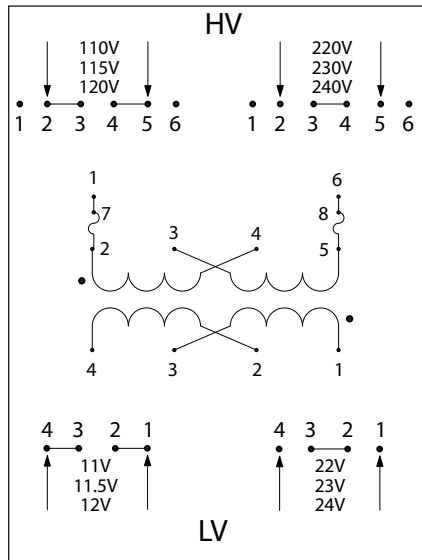 HV
110V 220V
115V 230V
120V 240V
1 2 3 4 5 6 1 2 3 4 5 6
1 6
7 8
2 3 4 5
4 3 2 1
4 3 2 1 4 3 2 1
11V 22V
11.5V 23V
12V 24V
LV